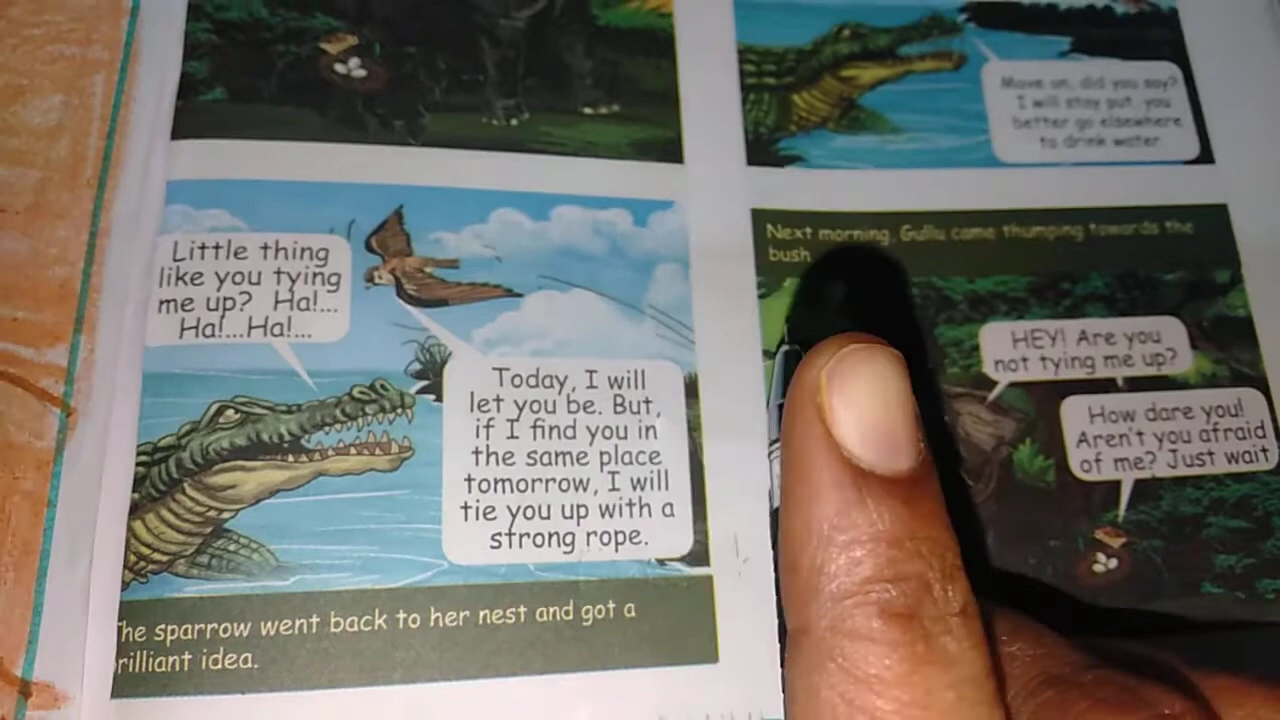 Move on, did you say?
I will stay put, you
better go elsewhere
to drink water.
Little thing
like you tying
me up? Ha!...
Ha!...Ha!...
Today, I will
let you be. But,
if I find you in
the same place
tomorrow, I will
tie you up with a
strong rope.
The sparrow went back to her nest and got a
rilliant idea.
Next morning, Gullu came thumping towards the
bush
HEY! Are you
not tying me up?
How dare you!
Aren't you afraid
of me? Just wait